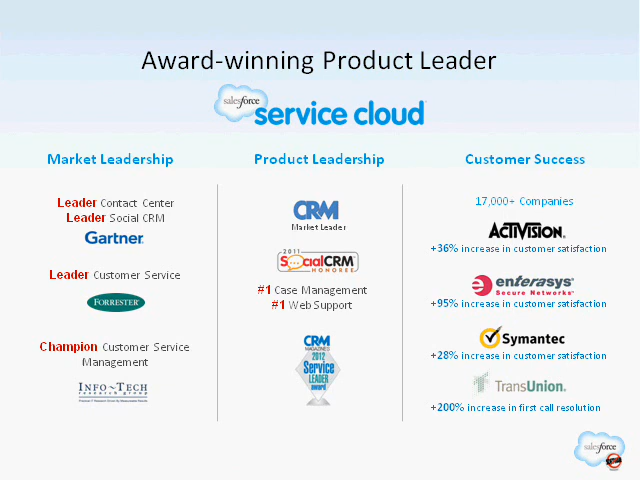 Award-winning Product Leader
salesforce
service cloud
Market Leadership
Leader Contact Center
Leader Social CRM
Gartner
Leader Customer Service
FORRESTER
Champion Customer Service
Management
INFO~TECH
research group
Product Leadership
CRM
Market Leader
2011
SocialCRM
HONOREE
#1 Case Management
#1 Web Support
CRM
MAGAZINE'S
2012
Service
LEADER
award
Customer Success
17,000+ Companies
ACTIVISION
+36% increase in customer satisfaction
enterasys
Secure Networks
+95% increase in customer satisfaction
Symantec
+28% increase in customer satisfaction
TransUnion
+200% increase in first call resolution
salesforce